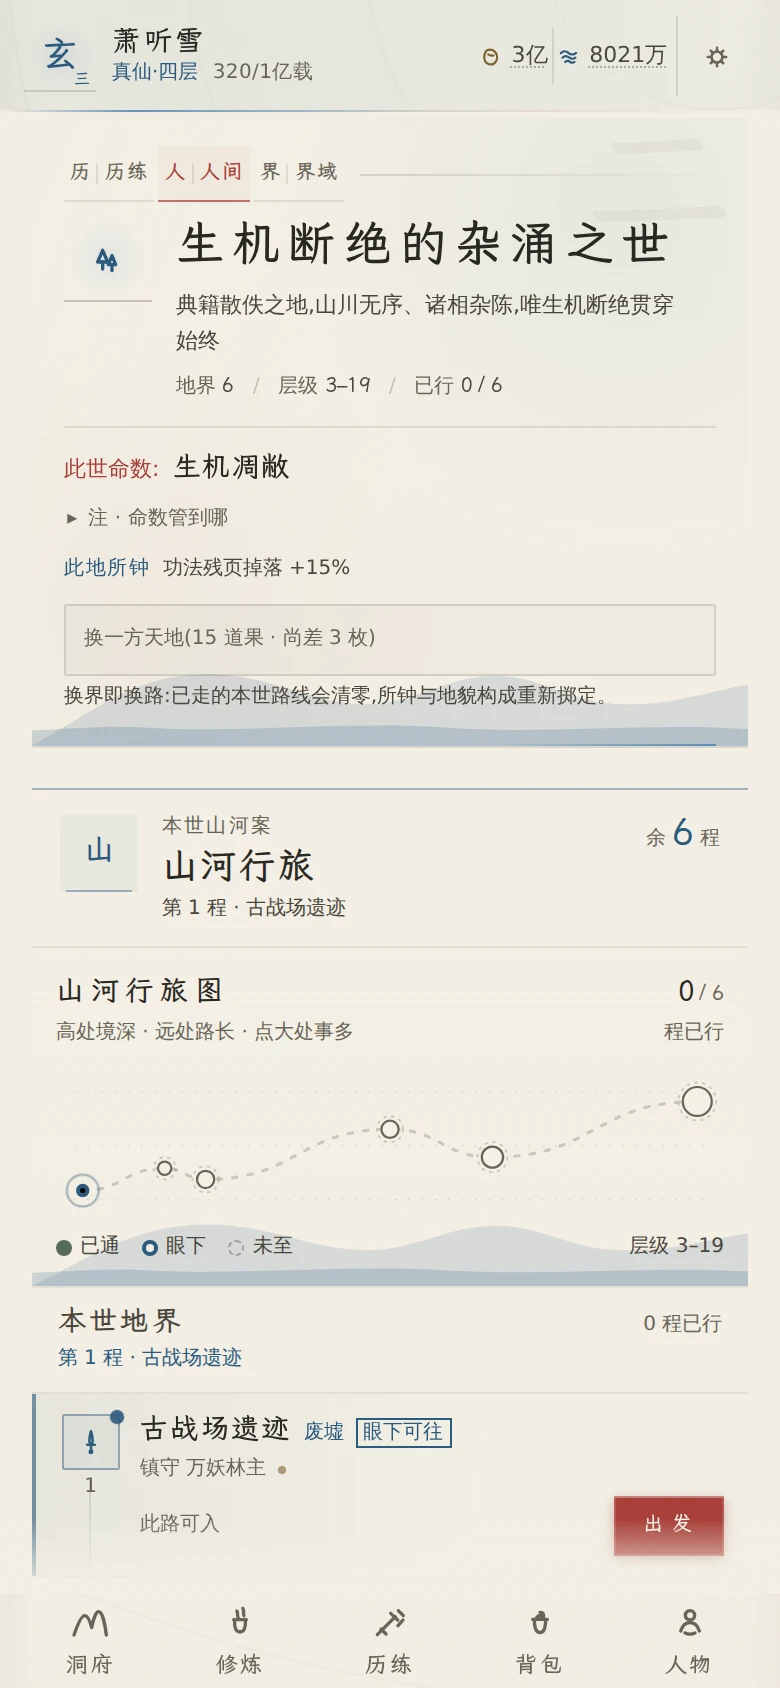 玄三
萧听雪
真仙·四层 320/1亿载
3亿 8021万
历 历练 人 人间 界 界域
生机断绝的杂涌之世
典籍散佚之地,山川无序、诸相杂陈,唯生机断绝贯穿
始终
地界 6 / 层级 3–19 / 已行 0 / 6
此世命数: 生机凋敝
▸ 注 · 命数管到哪
此地所钟 功法残页掉落 +15%
换一方天地(15 道果 · 尚差 3 枚)
换界即换路:已走的本世路线会清零,所钟与地貌构成重新掷定。
山
本世山河案
山河行旅
第 1 程 · 古战场遗迹
余 6 程
山河行旅图
0 / 6
高处境深 · 远处路长 · 点大处事多
程已行
已通 眼下 未至 层级 3–19
本世地界
0 程已行
第 1 程 · 古战场遗迹
古战场遗迹 废墟 眼下可往
镇守 万妖林主
1
此路可入
出发
洞府 修炼 历练 背包 人物